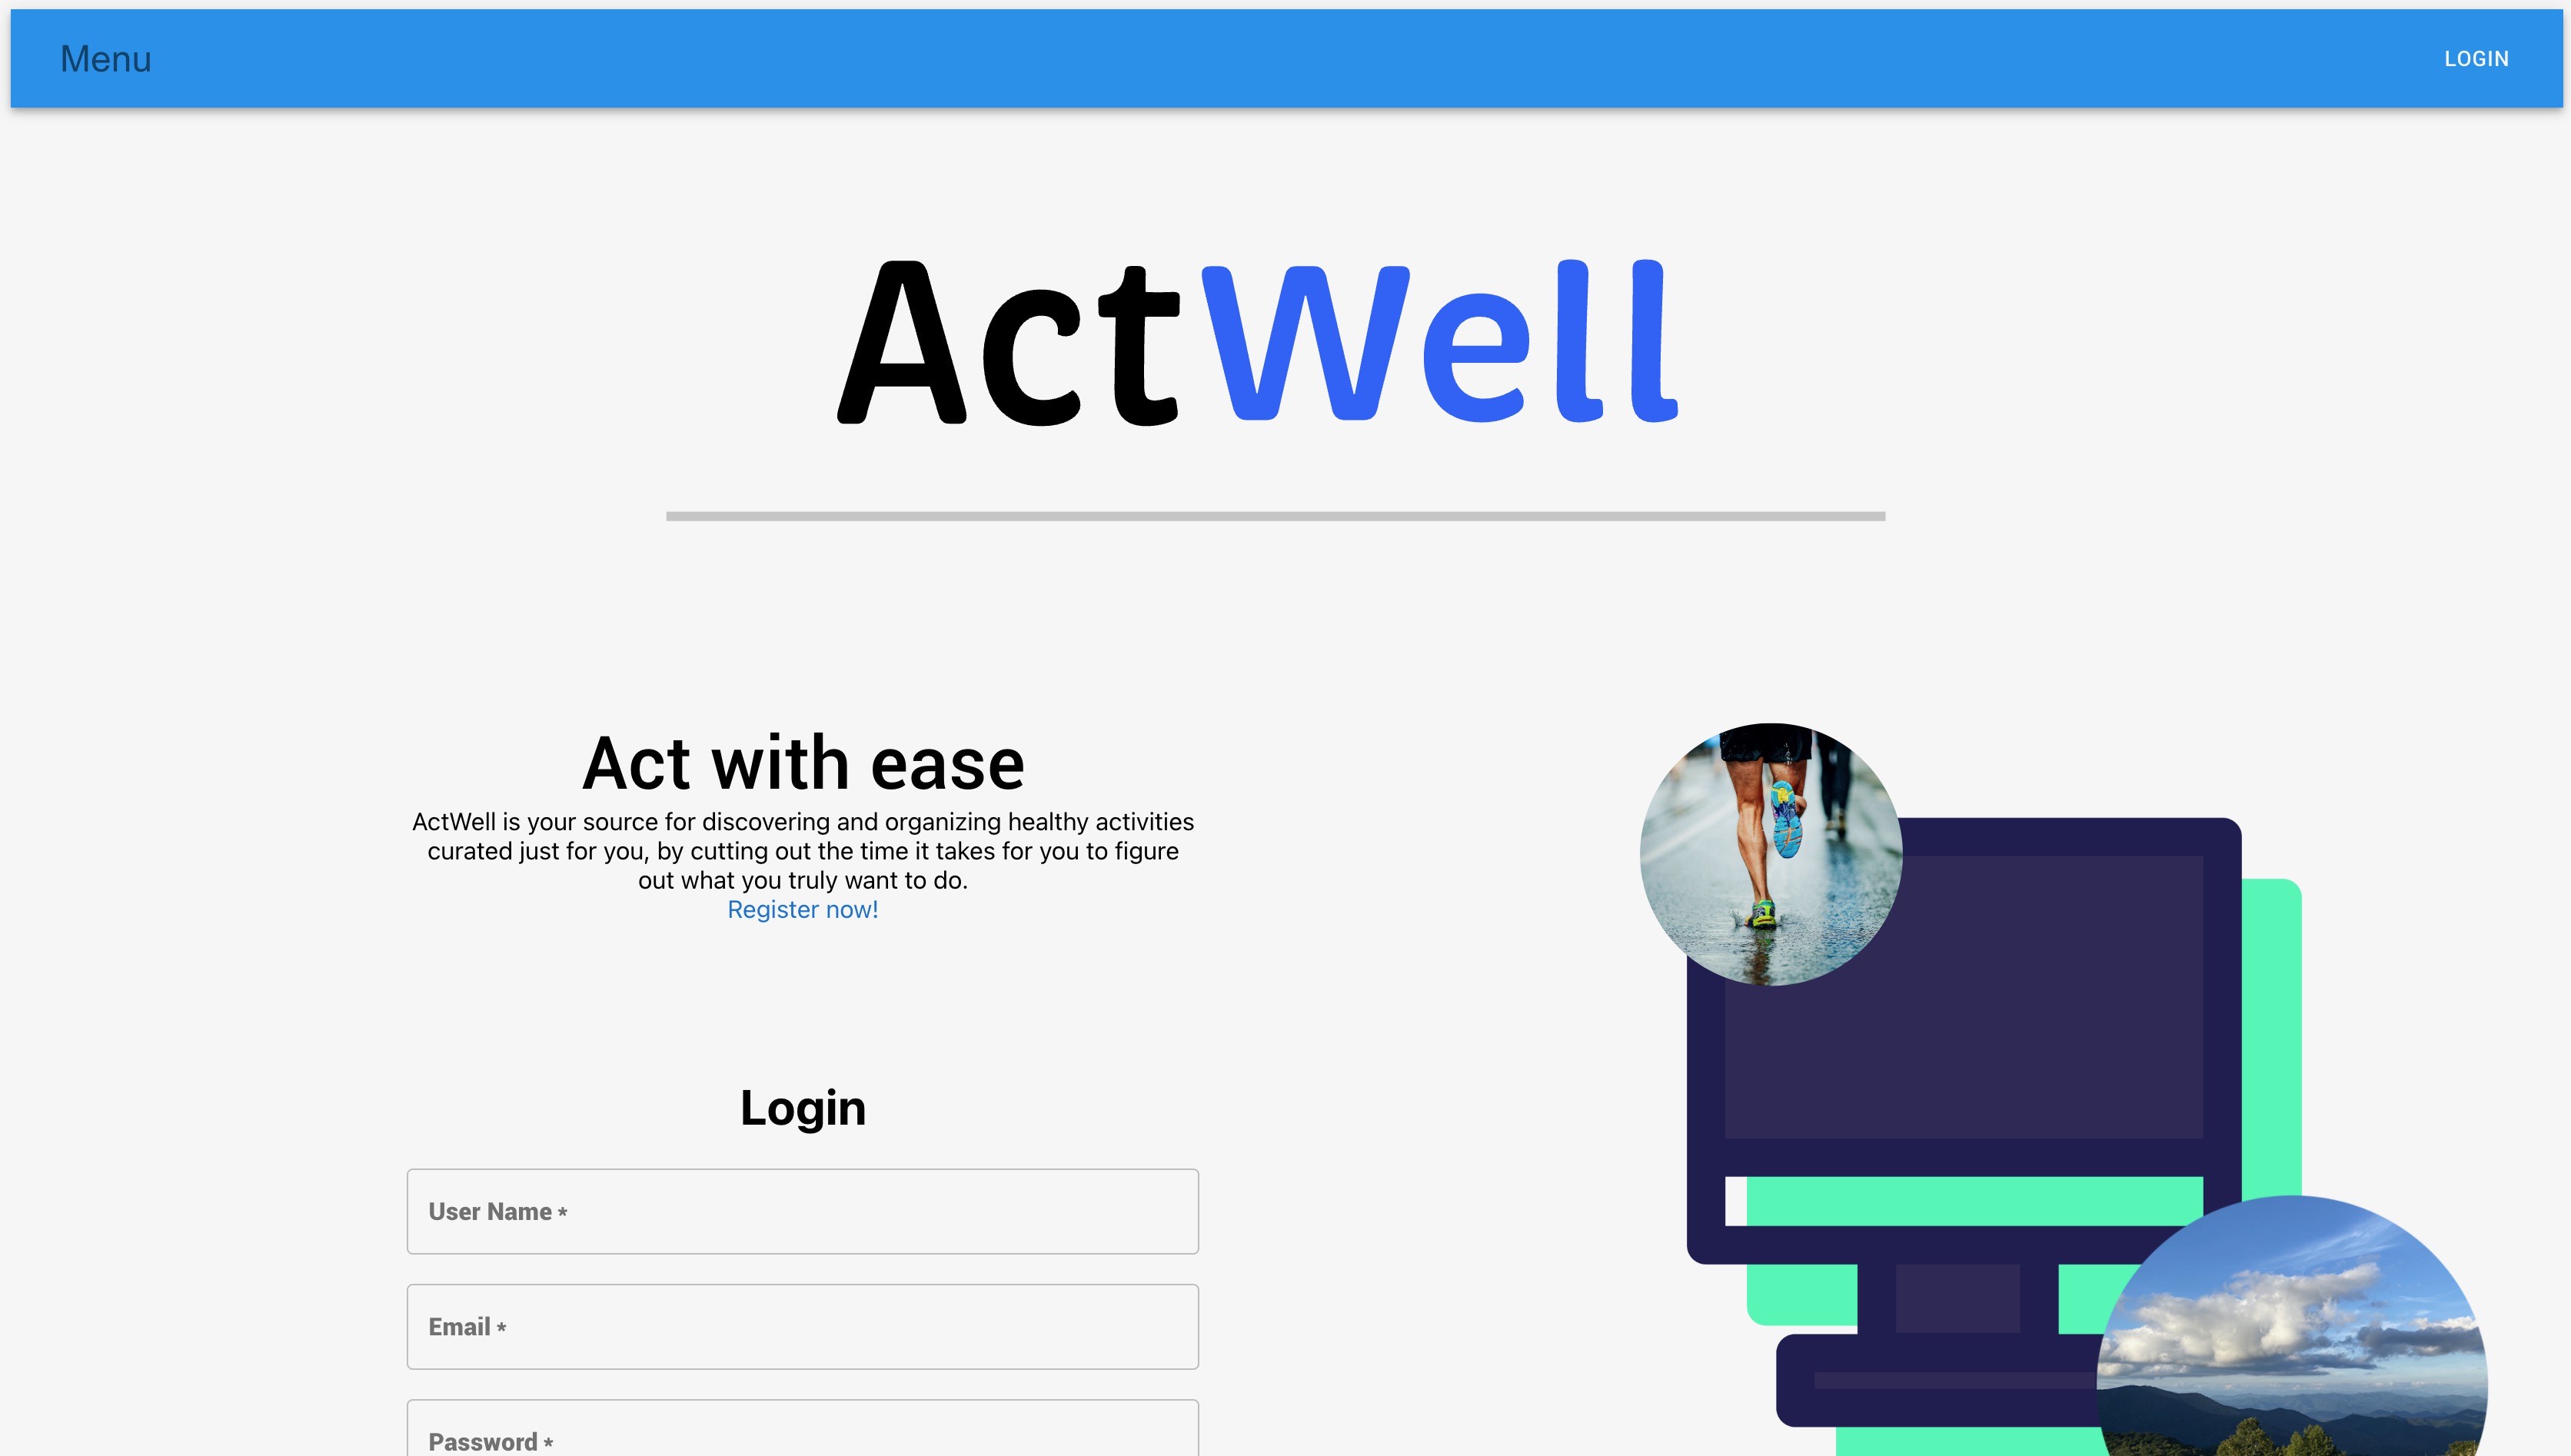 Menu
LOGIN
ActWell
Act with ease
ActWell is your source for discovering and organizing healthy activities
curated just for you, by cutting out the time it takes for you to figure
out what you truly want to do.
Register now!
Login
User Name *
Email *
Password *